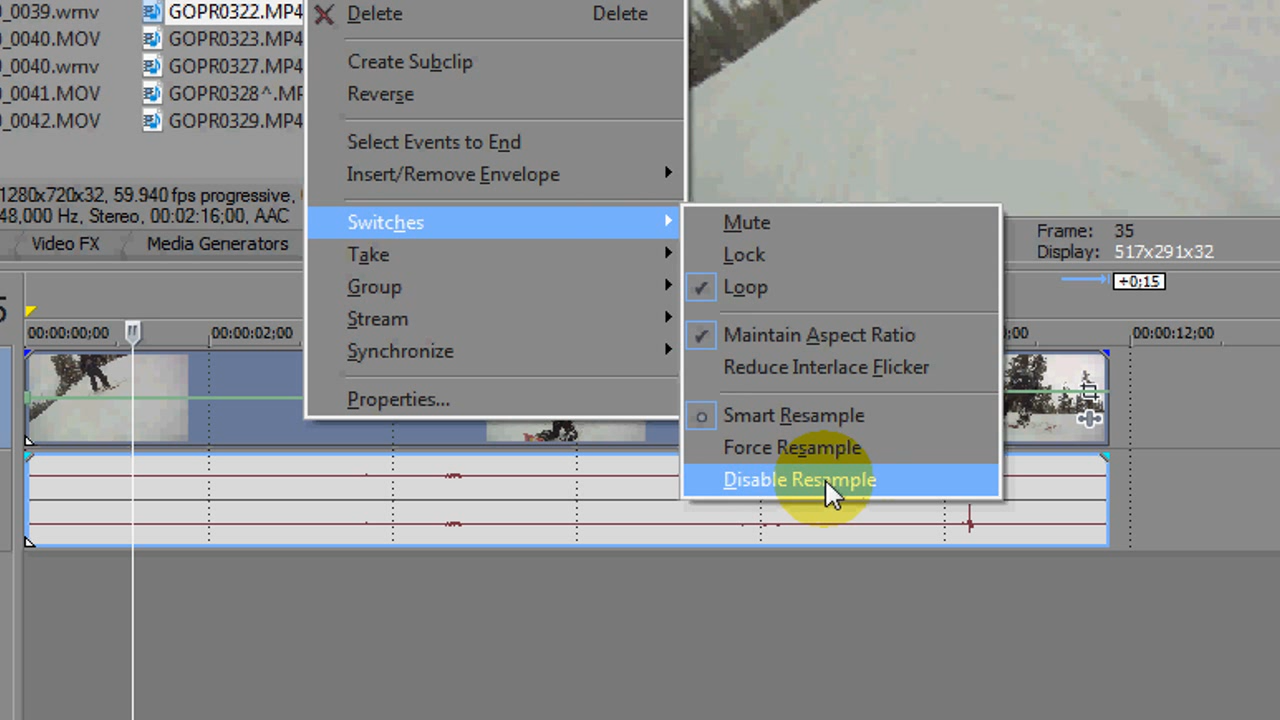 _0039.wmv GOPR0322.MP4
_0040.MOV GOPR0323.MP4
_0040.wmv GOPR0327.MP4
_0041.MOV GOPR0328^.MP
_0042.MOV GOPR0329.MP4
1280x720x32, 59.940 fps progressive,
48,000 Hz, Stereo, 00:02:16;00, AAC
Video FX Media Generators
Delete Delete
Create Subclip
Reverse
Select Events to End
Insert/Remove Envelope
Switches
Take
Group
Stream
Synchronize
Properties...
Mute
Lock
Loop
Maintain Aspect Ratio
Reduce Interlace Flicker
Smart Resample
Force Resample
Disable Resample
Frame: 35
Display: 517x291x32
+0;15
00:00:00;00 00:00:02;00 00:00:12;00